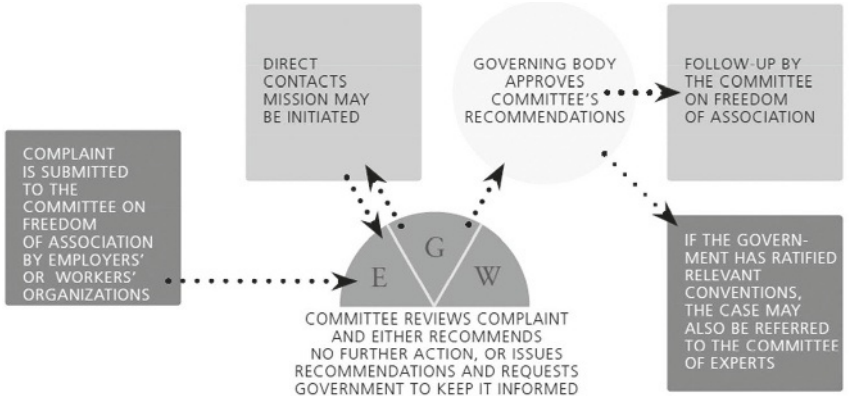 COMPLAINT
IS SUBMITTED
TO THE
COMMITTEE ON
FREEDOM
OF ASSOCIATION
BY EMPLOYERS’
OR WORKERS’
ORGANIZATIONS
DIRECT
CONTACTS
MISSION MAY
BE INITIATED
E
G
W
COMMITTEE REVIEWS COMPLAINT
AND EITHER RECOMMENDS
NO FURTHER ACTION, OR ISSUES
RECOMMENDATIONS AND REQUESTS
GOVERNMENT TO KEEP IT INFORMED
GOVERNING BODY
APPROVES
COMMITTEE’S
RECOMMENDATIONS
FOLLOW-UP BY
THE COMMITTEE
ON FREEDOM
OF ASSOCIATION
IF THE GOVERN-
MENT HAS RATIFIED
RELEVANT
CONVENTIONS,
THE CASE MAY
ALSO BE REFERRED
TO THE COMMITTEE
OF EXPERTS